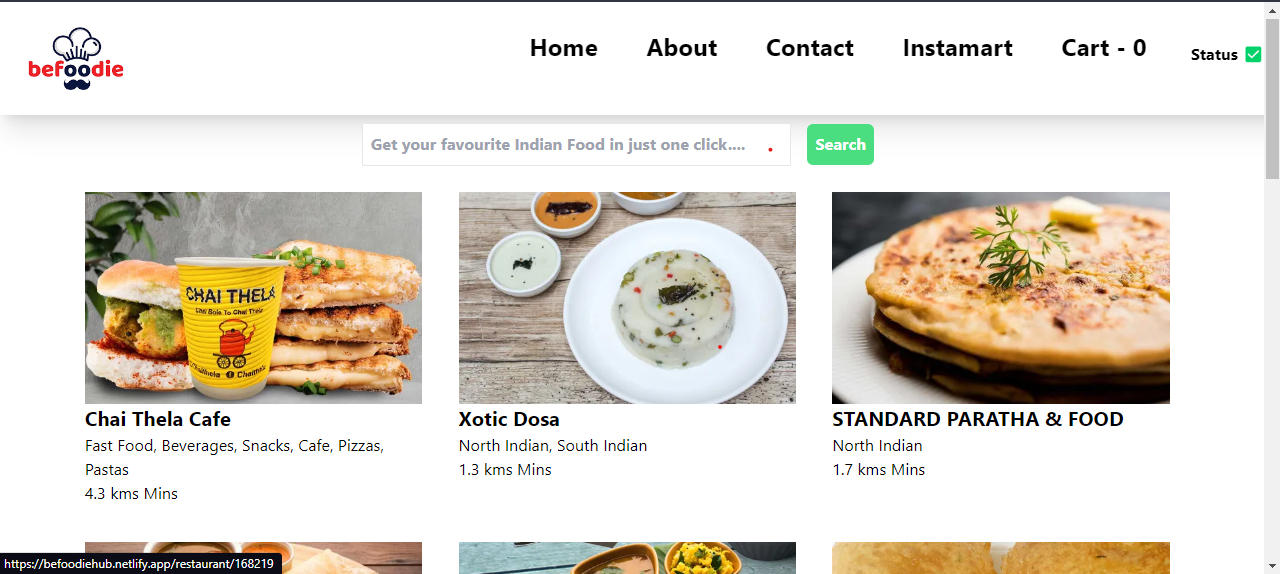 befoodie
Home
About
Contact
Instamart
Cart - 0
Status ✅
Get your favourite Indian Food in just one click....
Search
CHAI THELA
Chai Bole To Chai Thela
Chai Thela Cafe
Fast Food, Beverages, Snacks, Cafe, Pizzas,
Pastas
4.3 kms Mins
Xotic Dosa
North Indian, South Indian
1.3 kms Mins
STANDARD PARATHA & FOOD
North Indian
1.7 kms Mins
https://befoodiehub.netlify.app/restaurant/168219